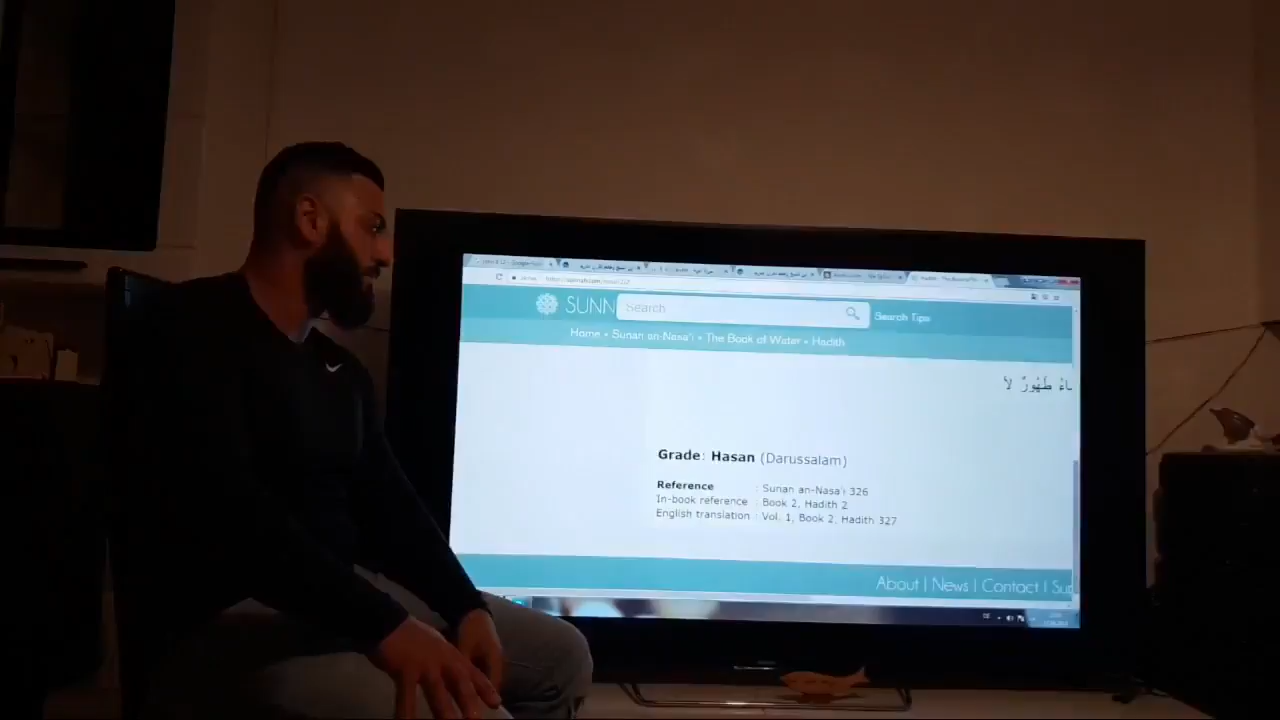 SUNN
Search
Search Tips
Home • Sunan an-Nasa'i • The Book of Water • Hadith
ـاءُ طَهُورٌ لاَ
Grade: Hasan (Darussalam)
Reference : Sunan an-Nasa'i 326
In-book reference : Book 2, Hadith 2
English translation : Vol. 1, Book 2, Hadith 327
About | News | Contact | Sup